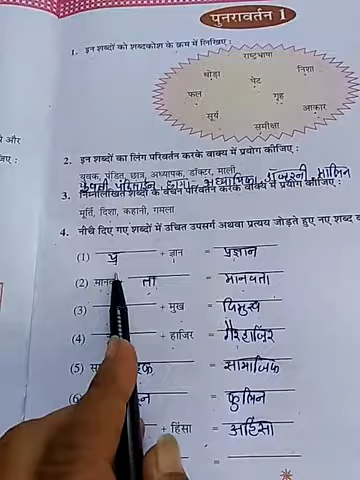 पुनरावर्तन 1
1. इन शब्दों को शब्दकोश के क्रम में लिखिए :
राष्ट्रभाषा
थोड़ा निशा
पेट
फल गृह
आकार
सूर्य
समीक्षा
2. इन शब्दों का लिंग परिवर्तन करके वाक्य में प्रयोग कीजिए :
युवक, पंडित, छात्र, अध्यापक, डॉक्टर, माली
3. निम्नलिखित शब्दों के वचन परिवर्तन करके वाक्य में प्रयोग कीजिए :
मूर्ति, दिशा, कहानी, गमला
4. नीचे दिए गए शब्दों में उचित उपसर्ग अथवा प्रत्यय जोड़ते हुए नए शब्द
(1) प्र + ज्ञान = प्रज्ञान
(2) मानव ता = मानवता
(3) + मुख = विमुख
(4) + हाजिर = गैरहाजिर
(5) = सामाजिक
(6) = कुलिन
+ हिंसा = अहिंसा
=